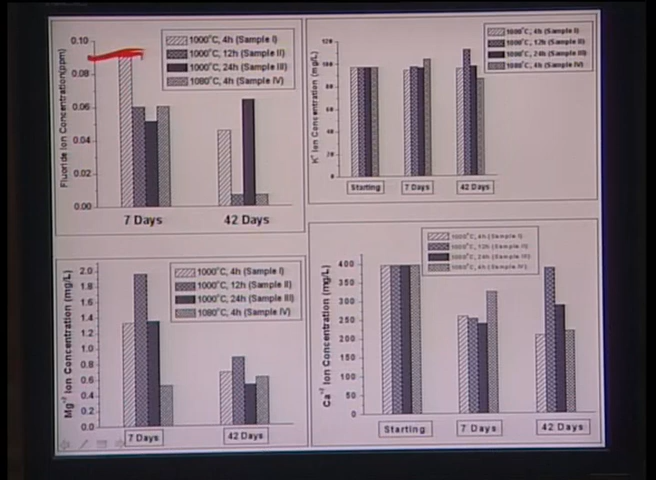 Fluoride Ion Concentration(ppm)
0.10
0.08
0.06
0.04
0.02
0.00
1000°C, 4h (Sample I)
1000°C, 12h (Sample II)
1000°C, 24h (Sample III)
1080°C, 4h (Sample IV)
7 Days
42 Days
K⁺ Ion Concentration (mg/L)
120
100
80
60
40
20
0
1000°C, 4h (Sample I)
1000°C, 12h (Sample II)
1000°C, 24h (Sample III)
1080°C, 4h (Sample IV)
Starting
7 Days
42 Days
Mg⁺² Ion Concentration (mg/L)
2.0
1.8
1.6
1.4
1.2
1.0
0.8
0.6
0.4
0.2
0.0
1000°C, 4h (Sample I)
1000°C, 12h (Sample II)
1000°C, 24h (Sample III)
1080°C, 4h (Sample IV)
7 Days
42 Days
Ca⁺² Ion Concentration (mg/L)
400
350
300
250
200
150
100
50
0
1000°C, 4h (Sample I)
1000°C, 12h (Sample II)
1000°C, 24h (Sample III)
1080°C, 4h (Sample IV)
Starting
7 Days
42 Days